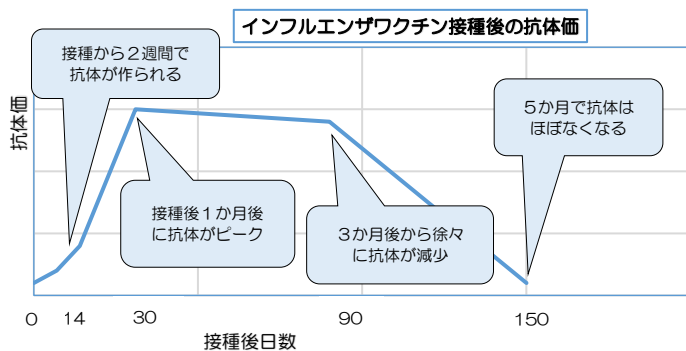 インフルエンザワクチン接種後の抗体価
接種から２週間で
抗体が作られる
５か月で抗体は
ほぼなくなる
抗体価
接種後１か月後
に抗体がピーク
３か月後から徐々
に抗体が減少
0 14 30 90 150
接種後日数